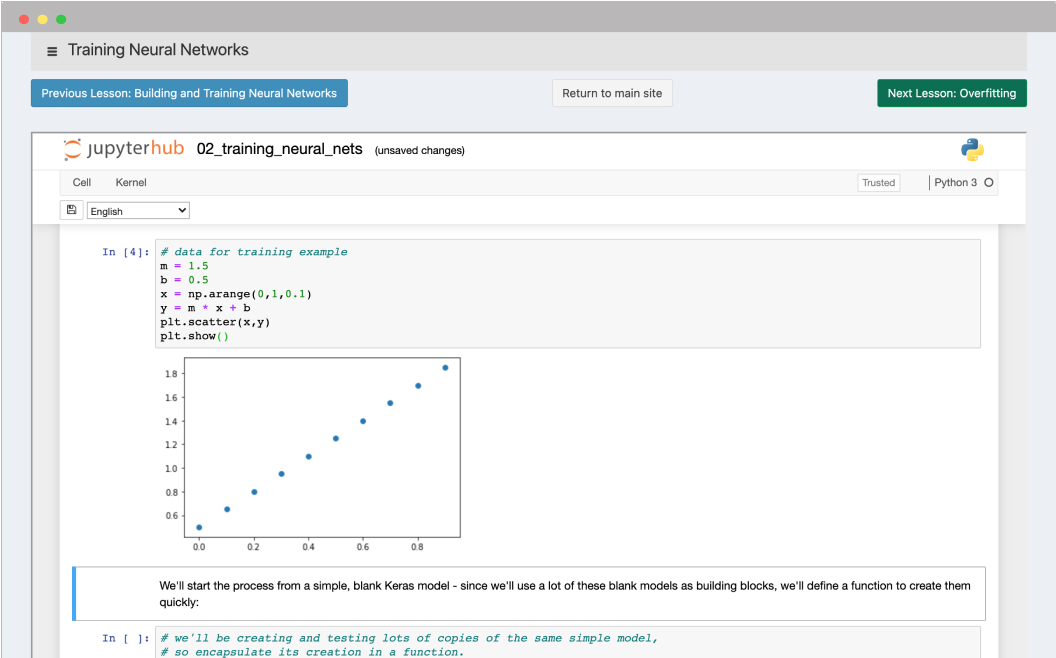 ≡ Training Neural Networks
Previous Lesson: Building and Training Neural Networks
Return to main site
Next Lesson: Overfitting
jupyterhub 02_training_neural_nets (unsaved changes)
Cell Kernel Trusted Python 3
English
In [4]: # data for training example
m = 1.5
b = 0.5
x = np.arange(0,1,0.1)
y = m * x + b
plt.scatter(x,y)
plt.show()
1.8
1.6
1.4
1.2
1.0
0.8
0.6
0.0 0.2 0.4 0.6 0.8
We'll start the process from a simple, blank Keras model - since we'll use a lot of these blank models as building blocks, we'll define a function to create them
quickly:
In [ ]: # we'll be creating and testing lots of copies of the same simple model,
# so encapsulate its creation in a function.